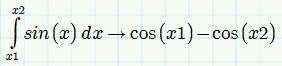 x2
∫ sin(x) dx → cos(x1) − cos(x2)
x1